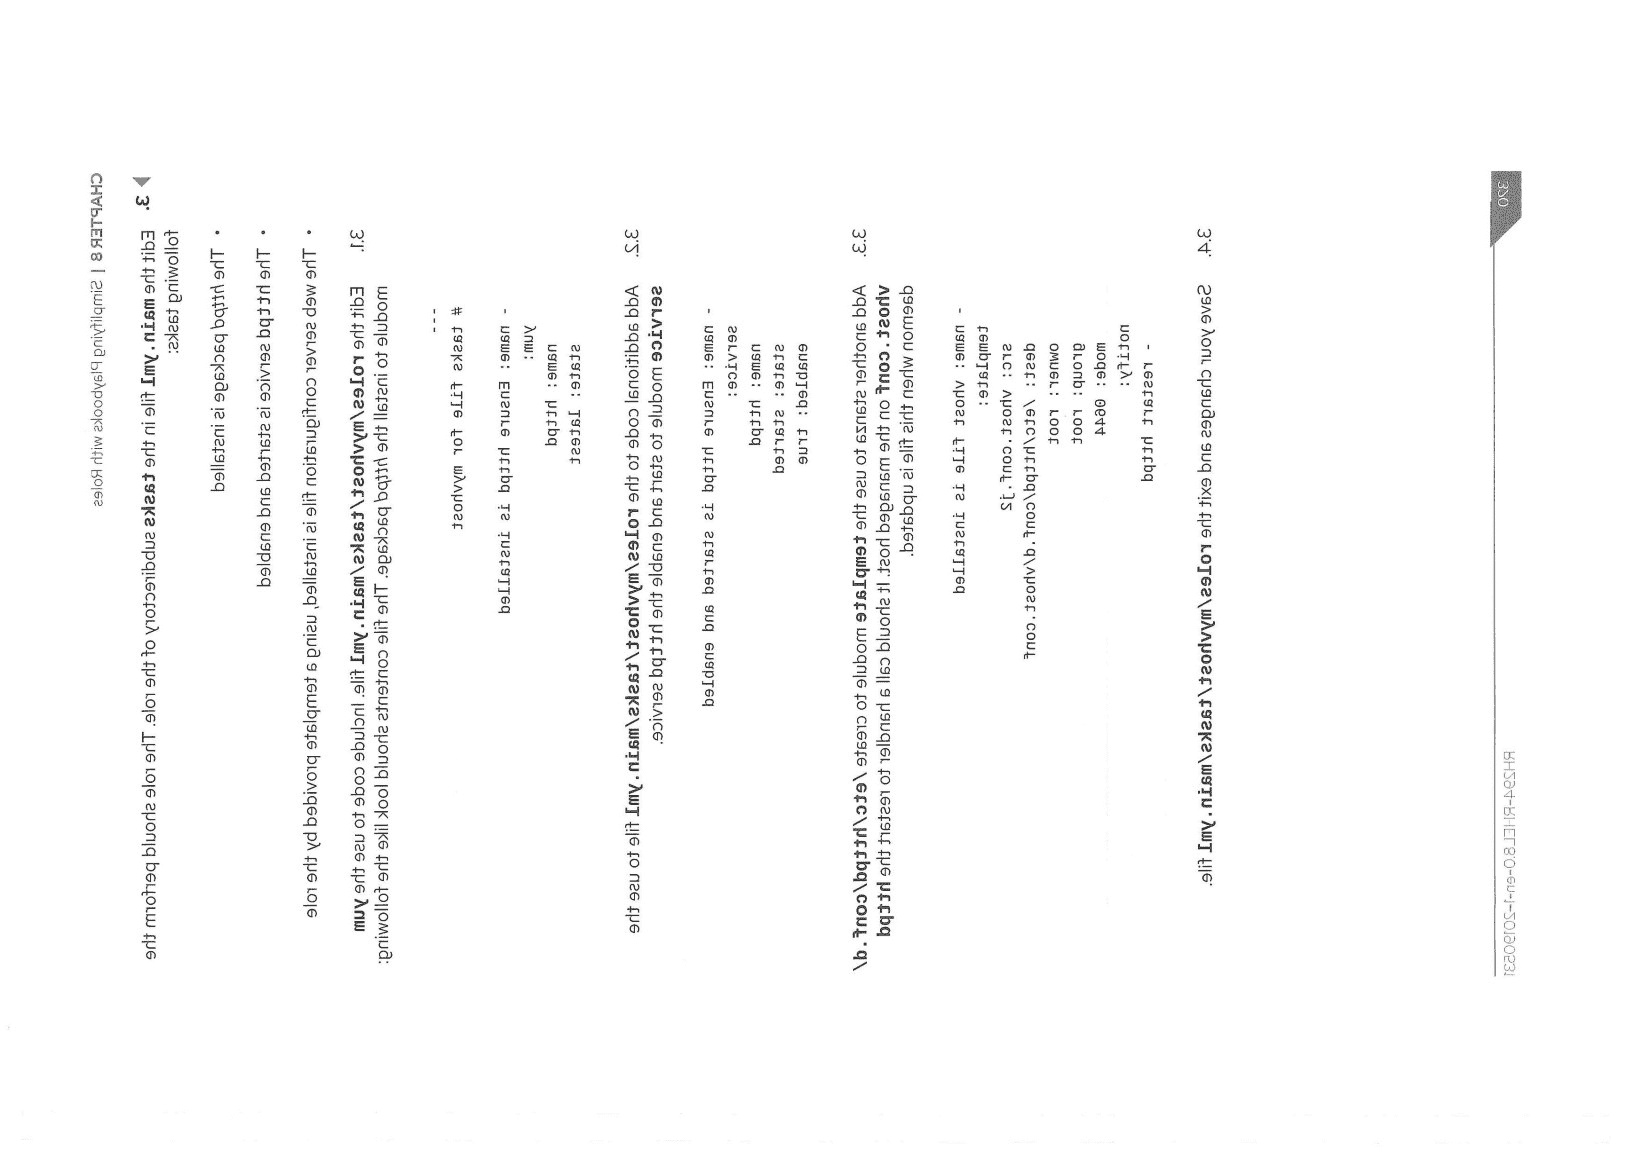 CHAPTER 8 | Simplifying Playbooks with Roles
3. Edit the main.yml file in the tasks subdirectory of the role. The role should perform the
following tasks:
• The httpd package is installed
• The httpd service is started and enabled
• The web server configuration file is installed, using a template provided by the role
3.1. Edit the roles/myvhost/tasks/main.yml file. Include code to use the yum
module to install the httpd package. The file contents should look like the following:
---
# tasks file for myvhost
- name: Ensure httpd is installed
yum:
name: httpd
state: latest
3.2. Add additional code to the roles/myvhost/tasks/main.yml file to use the
service module to start and enable the httpd service.
- name: Ensure httpd is started and enabled
service:
name: httpd
state: started
enabled: true
3.3. Add another stanza to use the template module to create /etc/httpd/conf.d/
vhost.conf on the managed host. It should call a handler to restart the httpd
daemon when this file is updated.
- name: vhost file is installed
template:
src: vhost.conf.j2
dest: /etc/httpd/conf.d/vhost.conf
owner: root
group: root
mode: 0644
notify:
- restart httpd
3.4. Save your changes and exit the roles/myvhost/tasks/main.yml file.
320
RH294-RHEL8.0-en-1-20190531